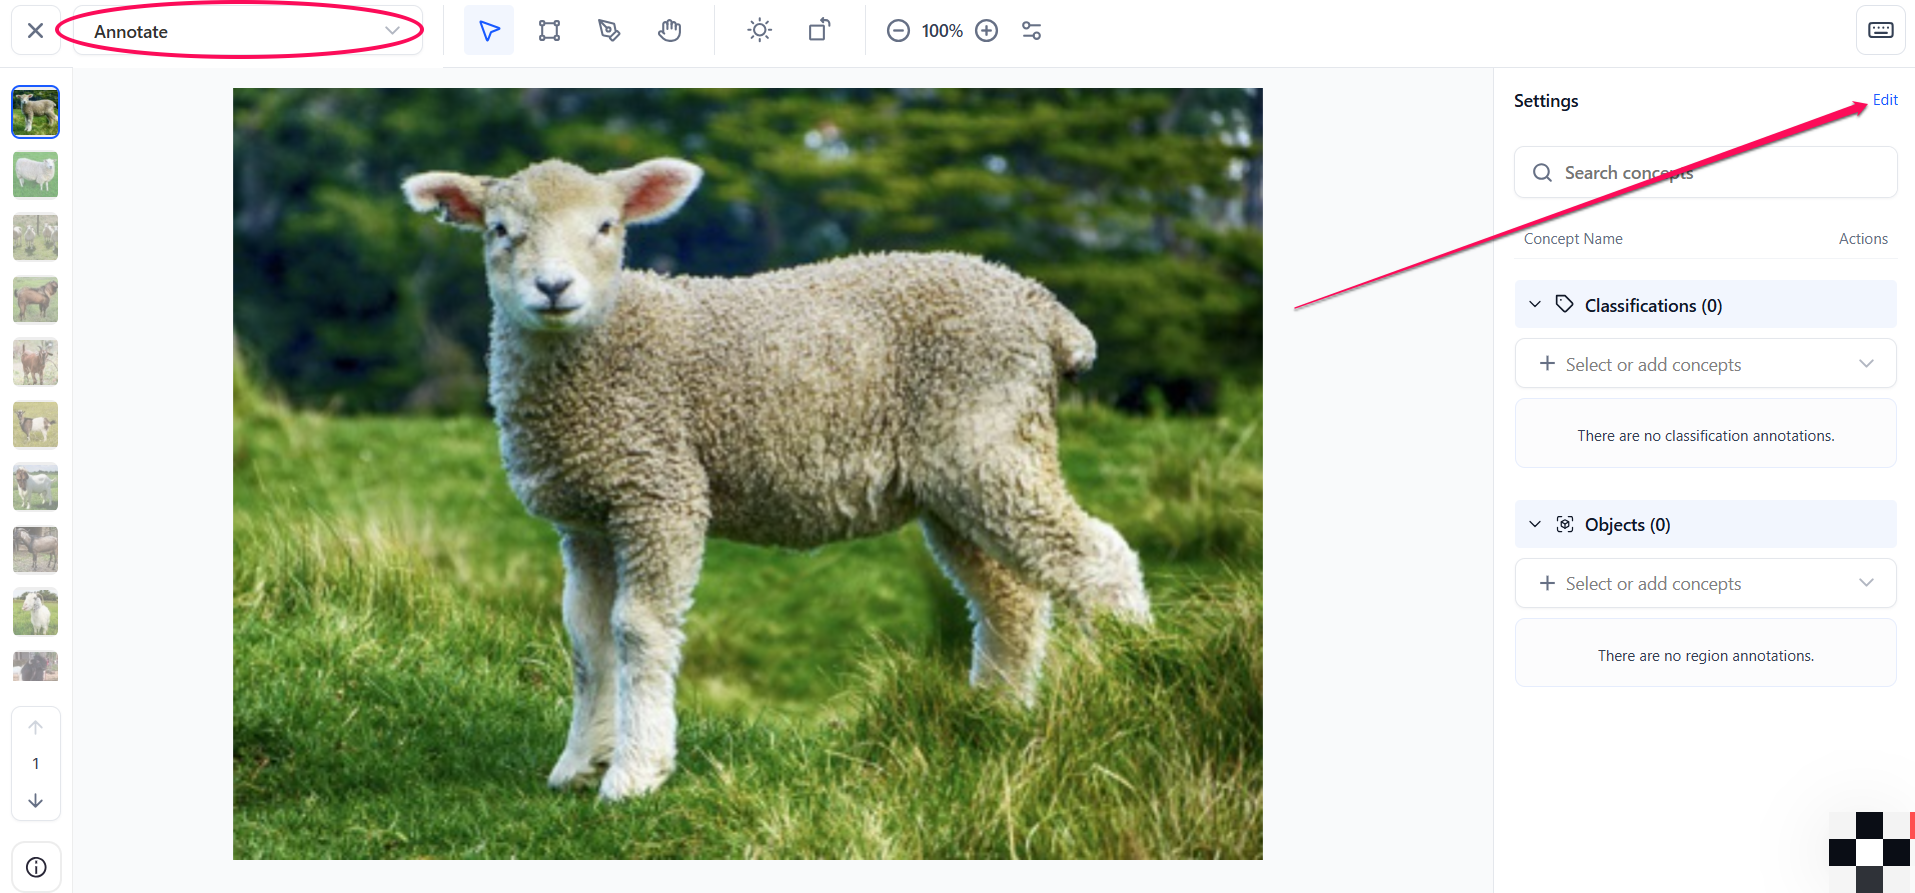 Annotate
100%
Settings
Edit
Search concepts
Concept Name
Actions
Classifications (0)
Select or add concepts
There are no classification annotations.
Objects (0)
Select or add concepts
There are no region annotations.
1